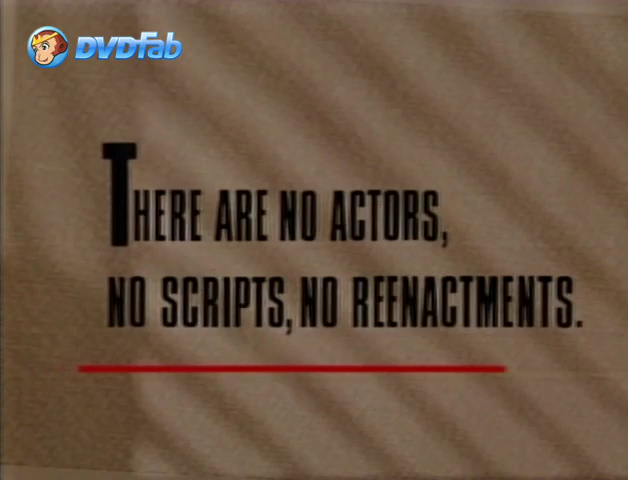 DVDFab
THERE ARE NO ACTORS,
NO SCRIPTS, NO REENACTMENTS.